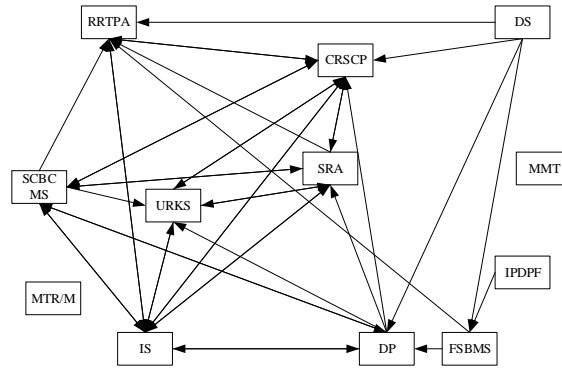 RRTPA
DS
CRSCP
SRA
MMT
SCBC
MS
URKS
IPDPF
MTR/M
IS
DP
FSBMS